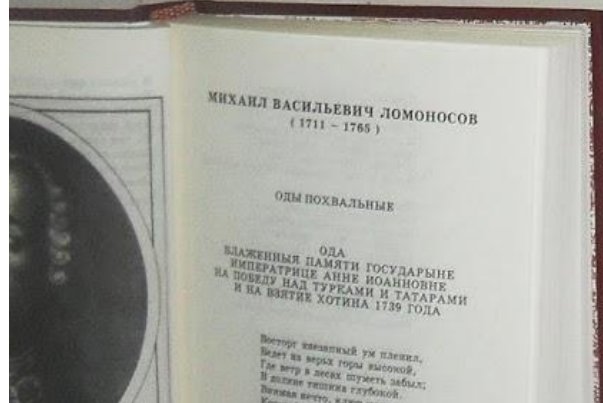 МИХАИЛ ВАСИЛЬЕВИЧ ЛОМОНОСОВ
( 1711 – 1765 )
ОДЫ ПОХВАЛЬНЫЕ
ОДА
БЛАЖЕННЫЯ ПАМЯТИ ГОСУДАРЫНЕ
ИМПЕРАТРИЦЕ АННЕ ИОАННОВНЕ
НА ПОБЕДУ НАД ТУРКАМИ И ТАТАРАМИ
И НА ВЗЯТИЕ ХОТИНА 1739 ГОДА
Восторг внезапный ум пленил,
Ведет на верьх горы высокой,
Где ветр в лесах шуметь забыл;
В долине тишина глубокой.
Внимая нечто,